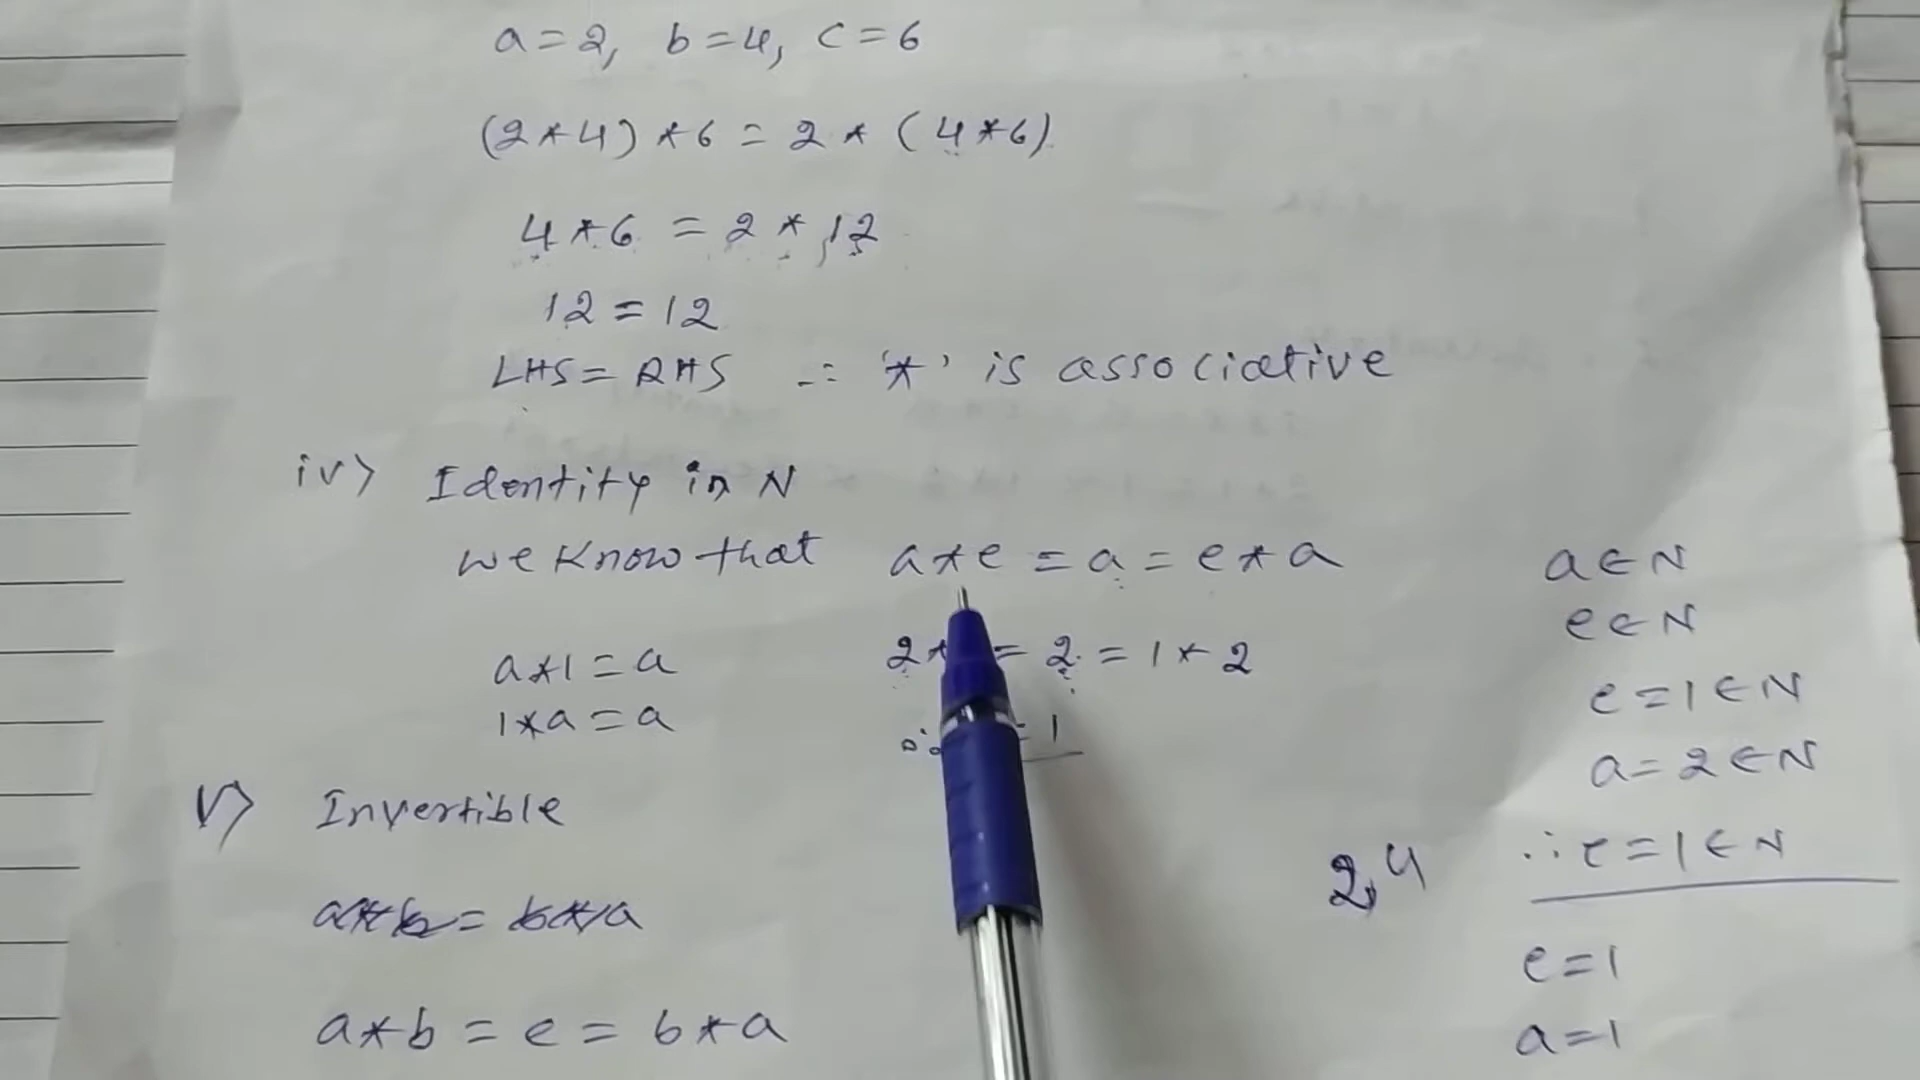 a = 2, b = 4, c = 6
(2 * 4) * 6 = 2 * (4 * 6)
4 * 6 = 2 * 12
12 = 12
LHS = RHS ∴ '*' is associative
iv) Identity in N
we know that a * e = a = e * a
a * 1 = a
1 * a = a
2 * = 2 = 1 * 2
∴ = 1
a ∈ N
e ∈ N
e = 1 ∈ N
a = 2 ∈ N
∴ e = 1 ∈ N
2, 4
e = 1
a = 1
v) Invertible
a * b = b * a
a * b = e = b * a